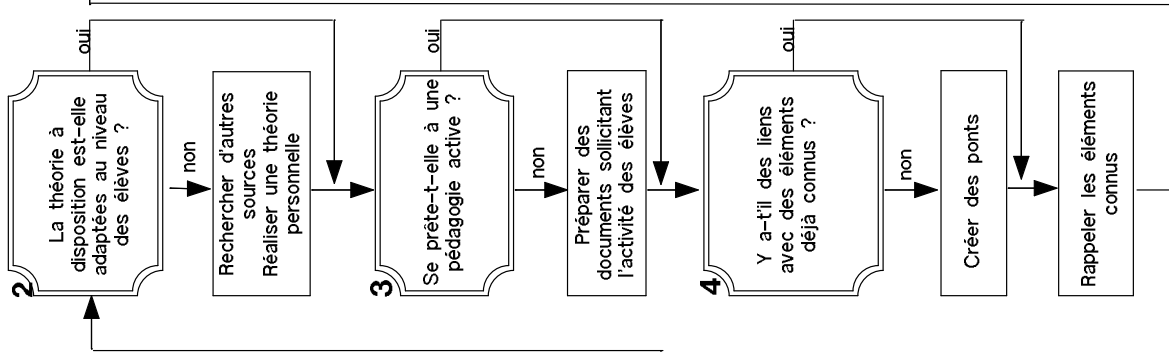 2
La théorie à
disposition est-elle
adaptées au niveau
des élèves ?
oui
non
Rechercher d'autres
sources
Réaliser une théorie
personnelle
3
Se prête-t-elle à une
pédagogie active ?
oui
non
Préparer des
documents sollicitant
l'activité des élèves
4
Y a-t'il des liens
avec des éléments
déjà connus ?
oui
non
Créer des ponts
Rappeler les éléments
connus